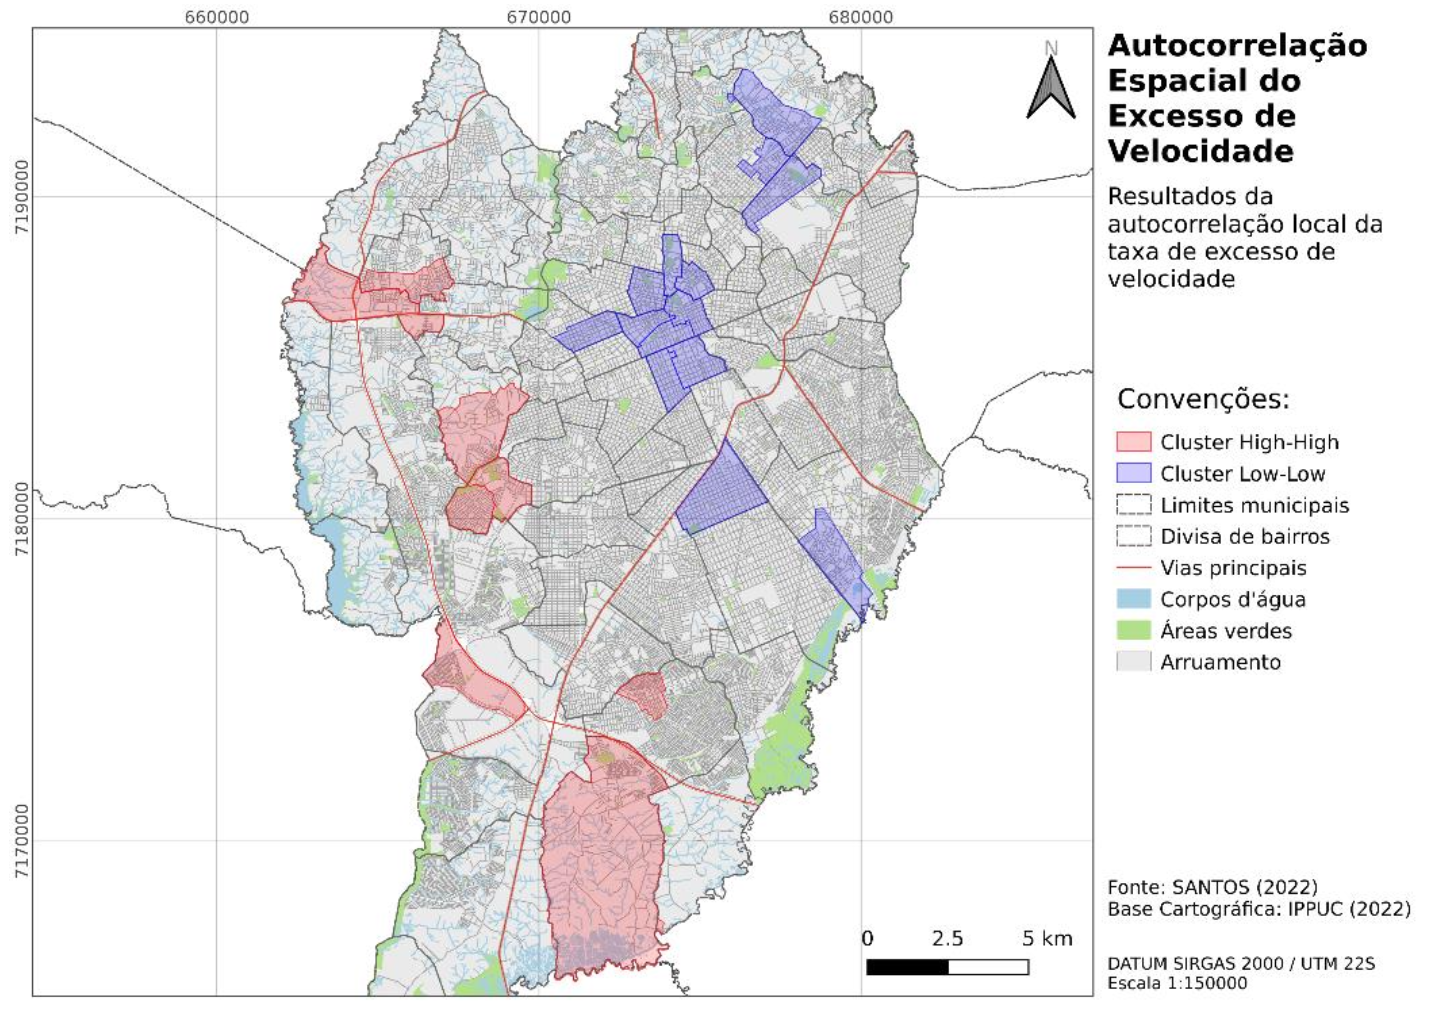 660000
670000
680000
7190000
7180000
7170000
N
Autocorrelação
Espacial do
Excesso de
Velocidade
Resultados da
autocorrelação local da
taxa de excesso de
velocidade
Convenções:
Cluster High-High
Cluster Low-Low
Limites municipais
Divisa de bairros
Vias principais
Corpos d'água
Áreas verdes
Arruamento
0 2.5 5 km
Fonte: SANTOS (2022)
Base Cartográfica: IPPUC (2022)
DATUM SIRGAS 2000 / UTM 22S
Escala 1:150000